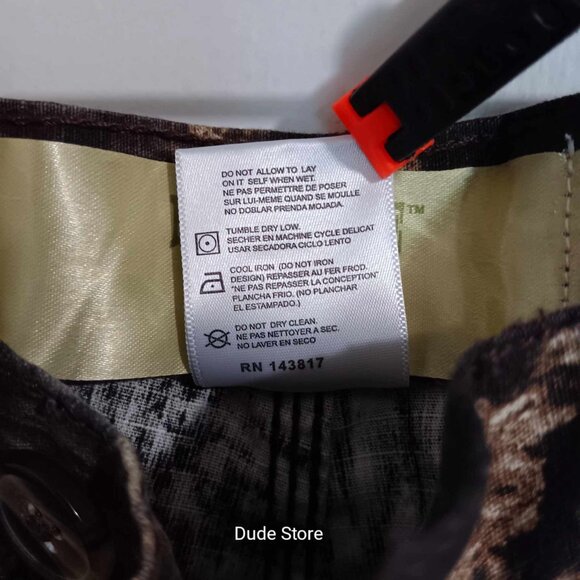 DO NOT ALLOW TO LAY
ON IT SELF WHEN WET.
NE PAS PERMETTRE DE POSER
SUR LUI-MEME QUAND SE MOULLE
NO DOBLAR PRENDA MOJADA.
TUMBLE DRY LOW.
SECHER EN MACHINE CYCLE DELICAT
USAR SECADORA CICLO LENTO
COOL IRON (DO NOT IRON
DESIGN) REPASSER AU FER FROD.
"NE PAS REPASSER LA CONCEPTION"
PLANCHA FRIO. (NO PLANCHAR
EL ESTAMPADO.)
DO NOT DRY CLEAN.
NE PAS NETTOYER A SEC.
NO LAVER EN SECO
RN 143817
TM
Dude Store